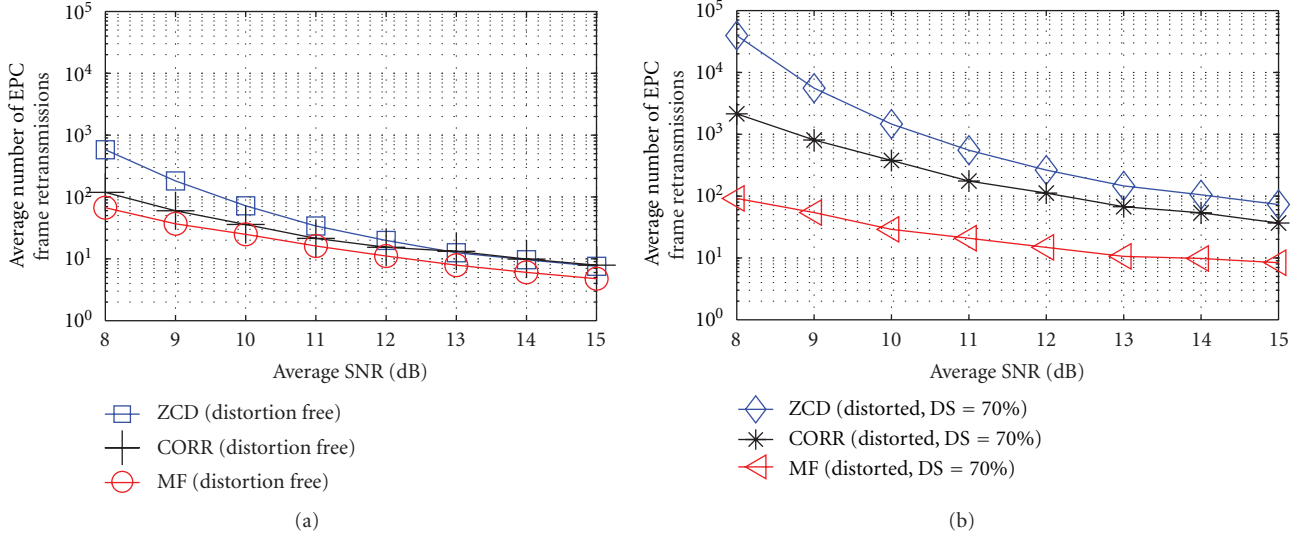 Average number of EPC
frame retransmissions
10^5
10^4
10^3
10^2
10^1
10^0
8 9 10 11 12 13 14 15
Average SNR (dB)
ZCD (distortion free)
CORR (distortion free)
MF (distortion free)
(a)
Average number of EPC
frame retransmissions
10^5
10^4
10^3
10^2
10^1
10^0
8 9 10 11 12 13 14 15
Average SNR (dB)
ZCD (distorted, DS = 70%)
CORR (distorted, DS = 70%)
MF (distorted, DS = 70%)
(b)